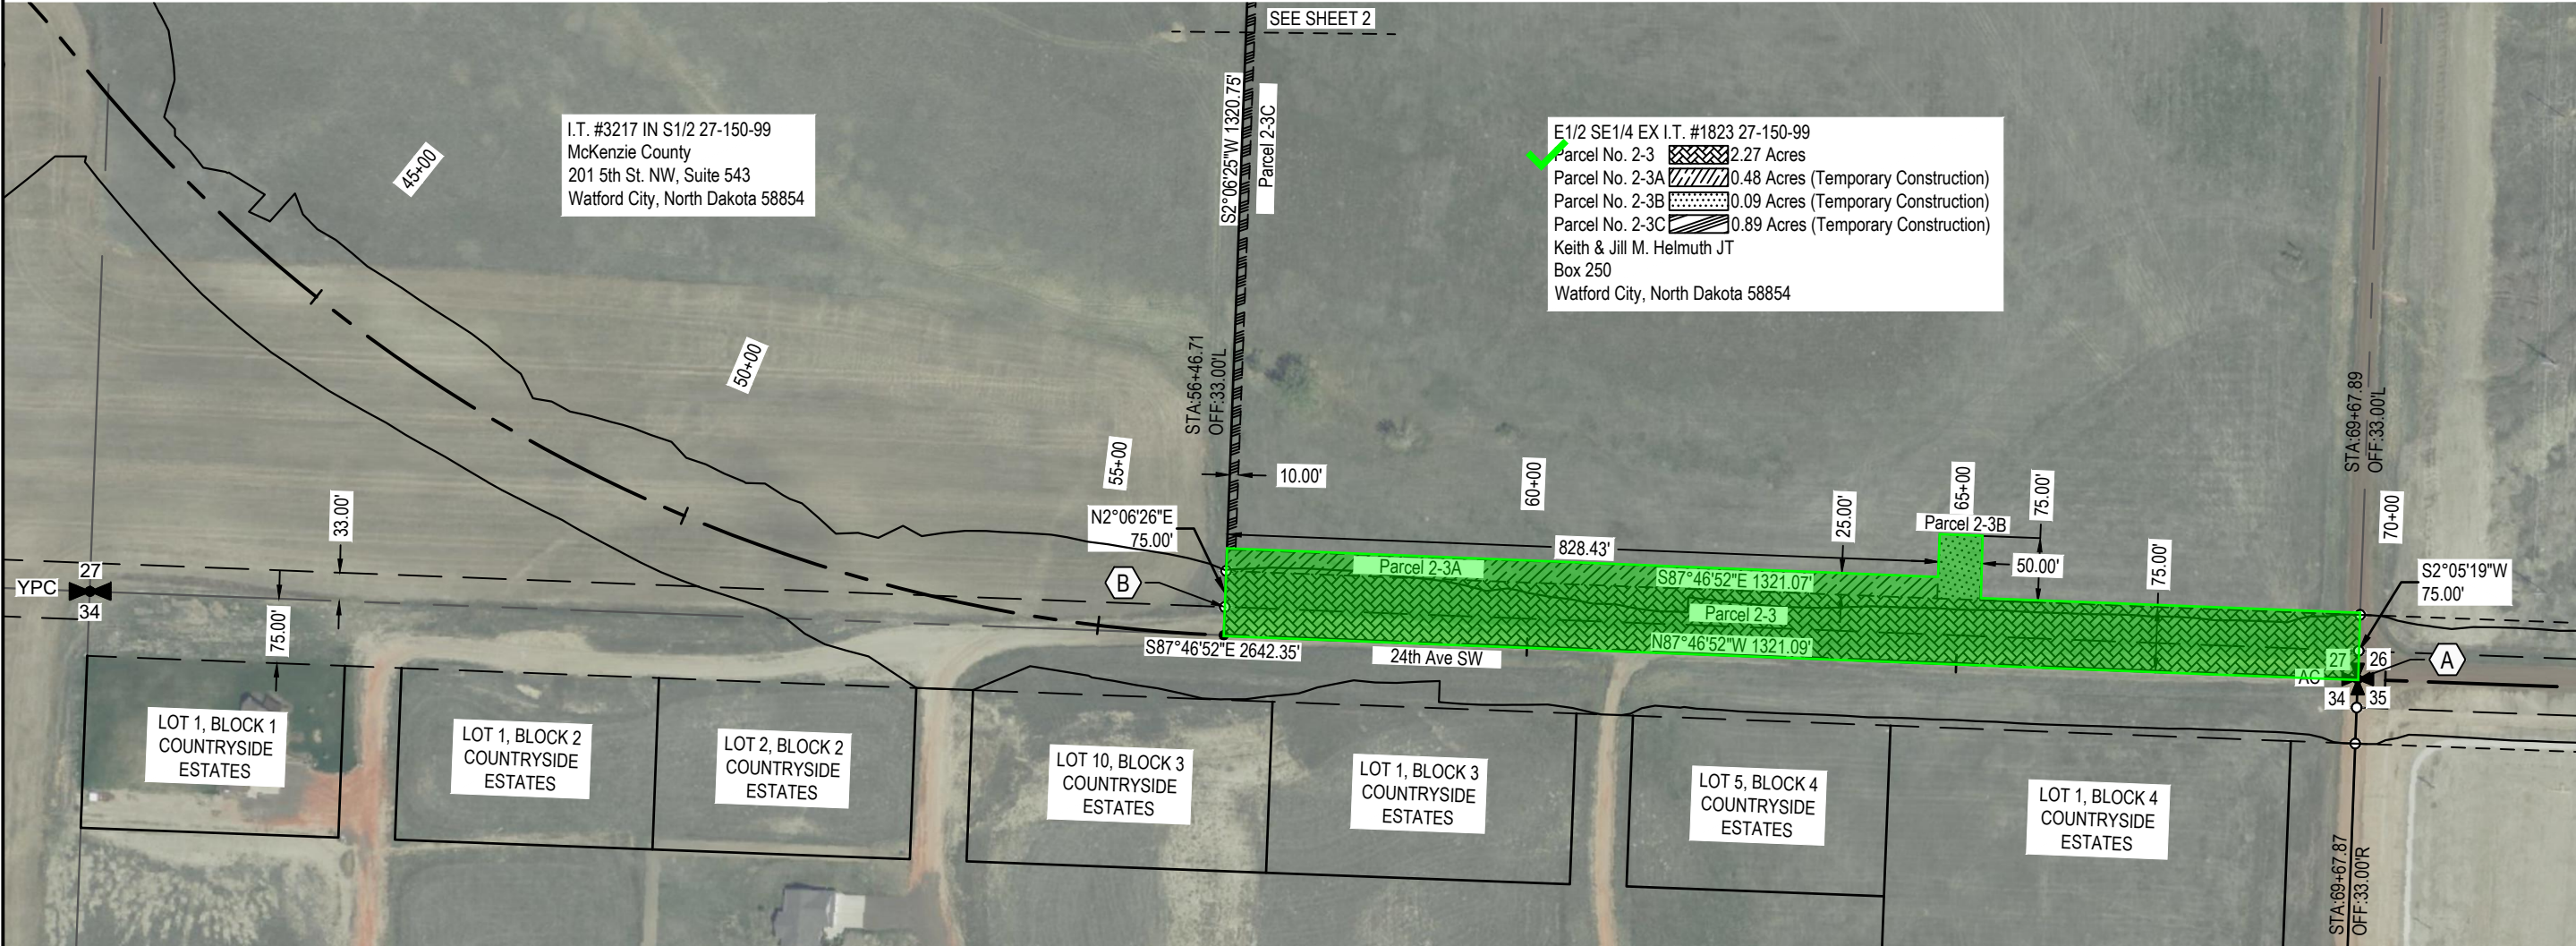 SEE SHEET 2
S2°06'25"W 1320.75'
Parcel 2-3C
I.T. #3217 IN S1/2 27-150-99
McKenzie County
201 5th St. NW, Suite 543
Watford City, North Dakota 58854
E1/2 SE1/4 EX I.T. #1823 27-150-99
Parcel No. 2-3 2.27 Acres
Parcel No. 2-3A 0.48 Acres (Temporary Construction)
Parcel No. 2-3B 0.09 Acres (Temporary Construction)
Parcel No. 2-3C 0.89 Acres (Temporary Construction)
Keith & Jill M. Helmuth JT
Box 250
Watford City, North Dakota 58854
45+00
50+00
55+00
STA:56+46.71
OFF:33.00'L
10.00'
60+00
25.00'
65+00
75.00'
STA:69+67.89
OFF:33.00'L
70+00
33.00'
N2°06'26"E
75.00'
828.43'
Parcel 2-3B
50.00'
75.00'
S2°05'19"W
75.00'
Parcel 2-3A
S87°46'52"E 1321.07'
Parcel 2-3
N87°46'52"W 1321.09'
B
YPC
27
34
75.00'
S87°46'52"E 2642.35'
24th Ave SW
27
26
A
AC
34
35
LOT 1, BLOCK 1
COUNTRYSIDE
ESTATES
LOT 1, BLOCK 2
COUNTRYSIDE
ESTATES
LOT 2, BLOCK 2
COUNTRYSIDE
ESTATES
LOT 10, BLOCK 3
COUNTRYSIDE
ESTATES
LOT 1, BLOCK 3
COUNTRYSIDE
ESTATES
LOT 5, BLOCK 4
COUNTRYSIDE
ESTATES
LOT 1, BLOCK 4
COUNTRYSIDE
ESTATES
STA:69+67.87
OFF:33.00'R